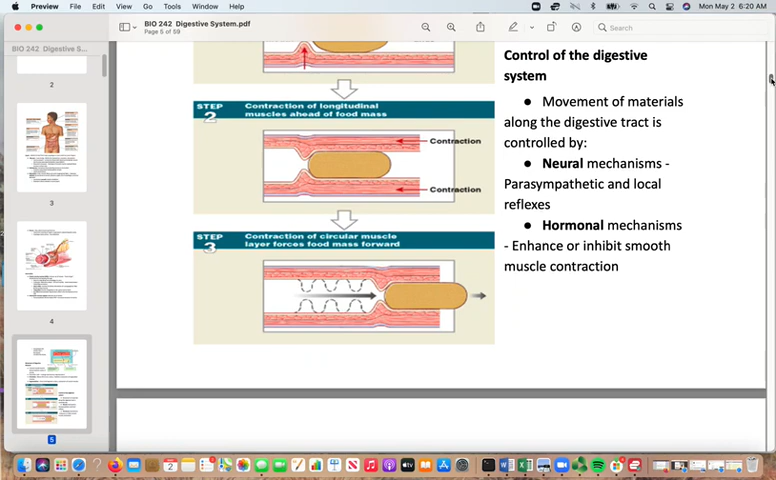 Preview File Edit View Go Tools Window Help
Mon May 2 6:20 AM
BIO 242 Digestive System.pdf
Page 5 of 59
Search
BIO 242 Digestive S...
2
3
4
5
STEP 2
Contraction of longitudinal
muscles ahead of food mass
Contraction
Contraction
STEP 3
Contraction of circular muscle
layer forces food mass forward
Control of the digestive
system
● Movement of materials
along the digestive tract is
controlled by:
● Neural mechanisms -
Parasympathetic and local
reflexes
● Hormonal mechanisms
- Enhance or inhibit smooth
muscle contraction